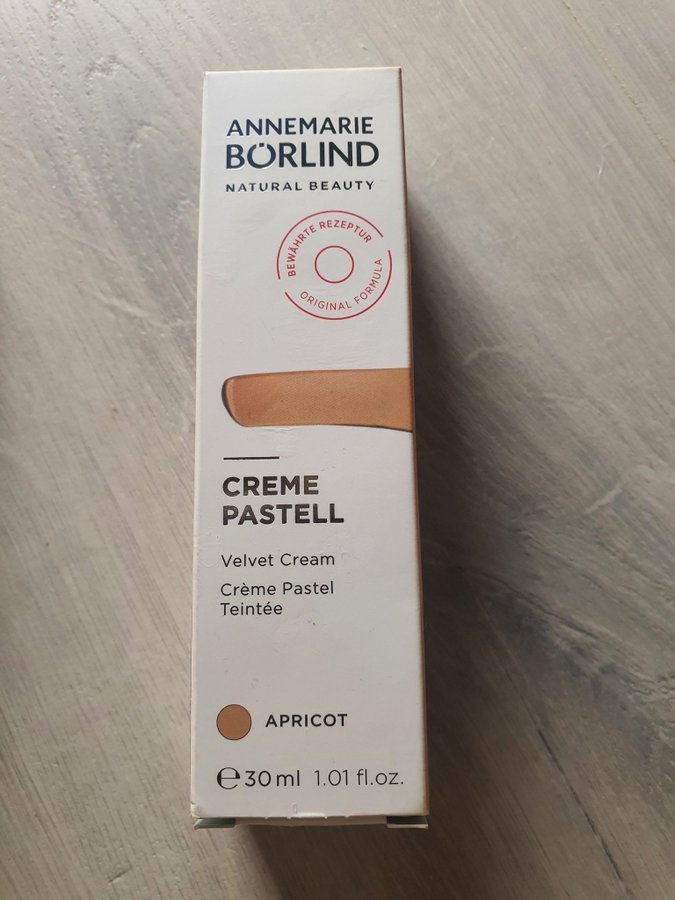 ANNEMARIE
BÖRLIND
NATURAL BEAUTY
BEWÄHRTE REZEPTUR
ORIGINAL FORMULA
CREME
PASTELL
Velvet Cream
Crème Pastel
Teintée
APRICOT
℮ 30 ml 1.01 fl.oz.